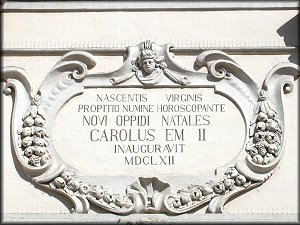 NASCENTIS VIRGINIS
PROPITIO NUMINE HOROSCOPANTE
NOVI OPPIDI NATALES
CAROLUS EM II
INAUGURAVIT
MDCLXII